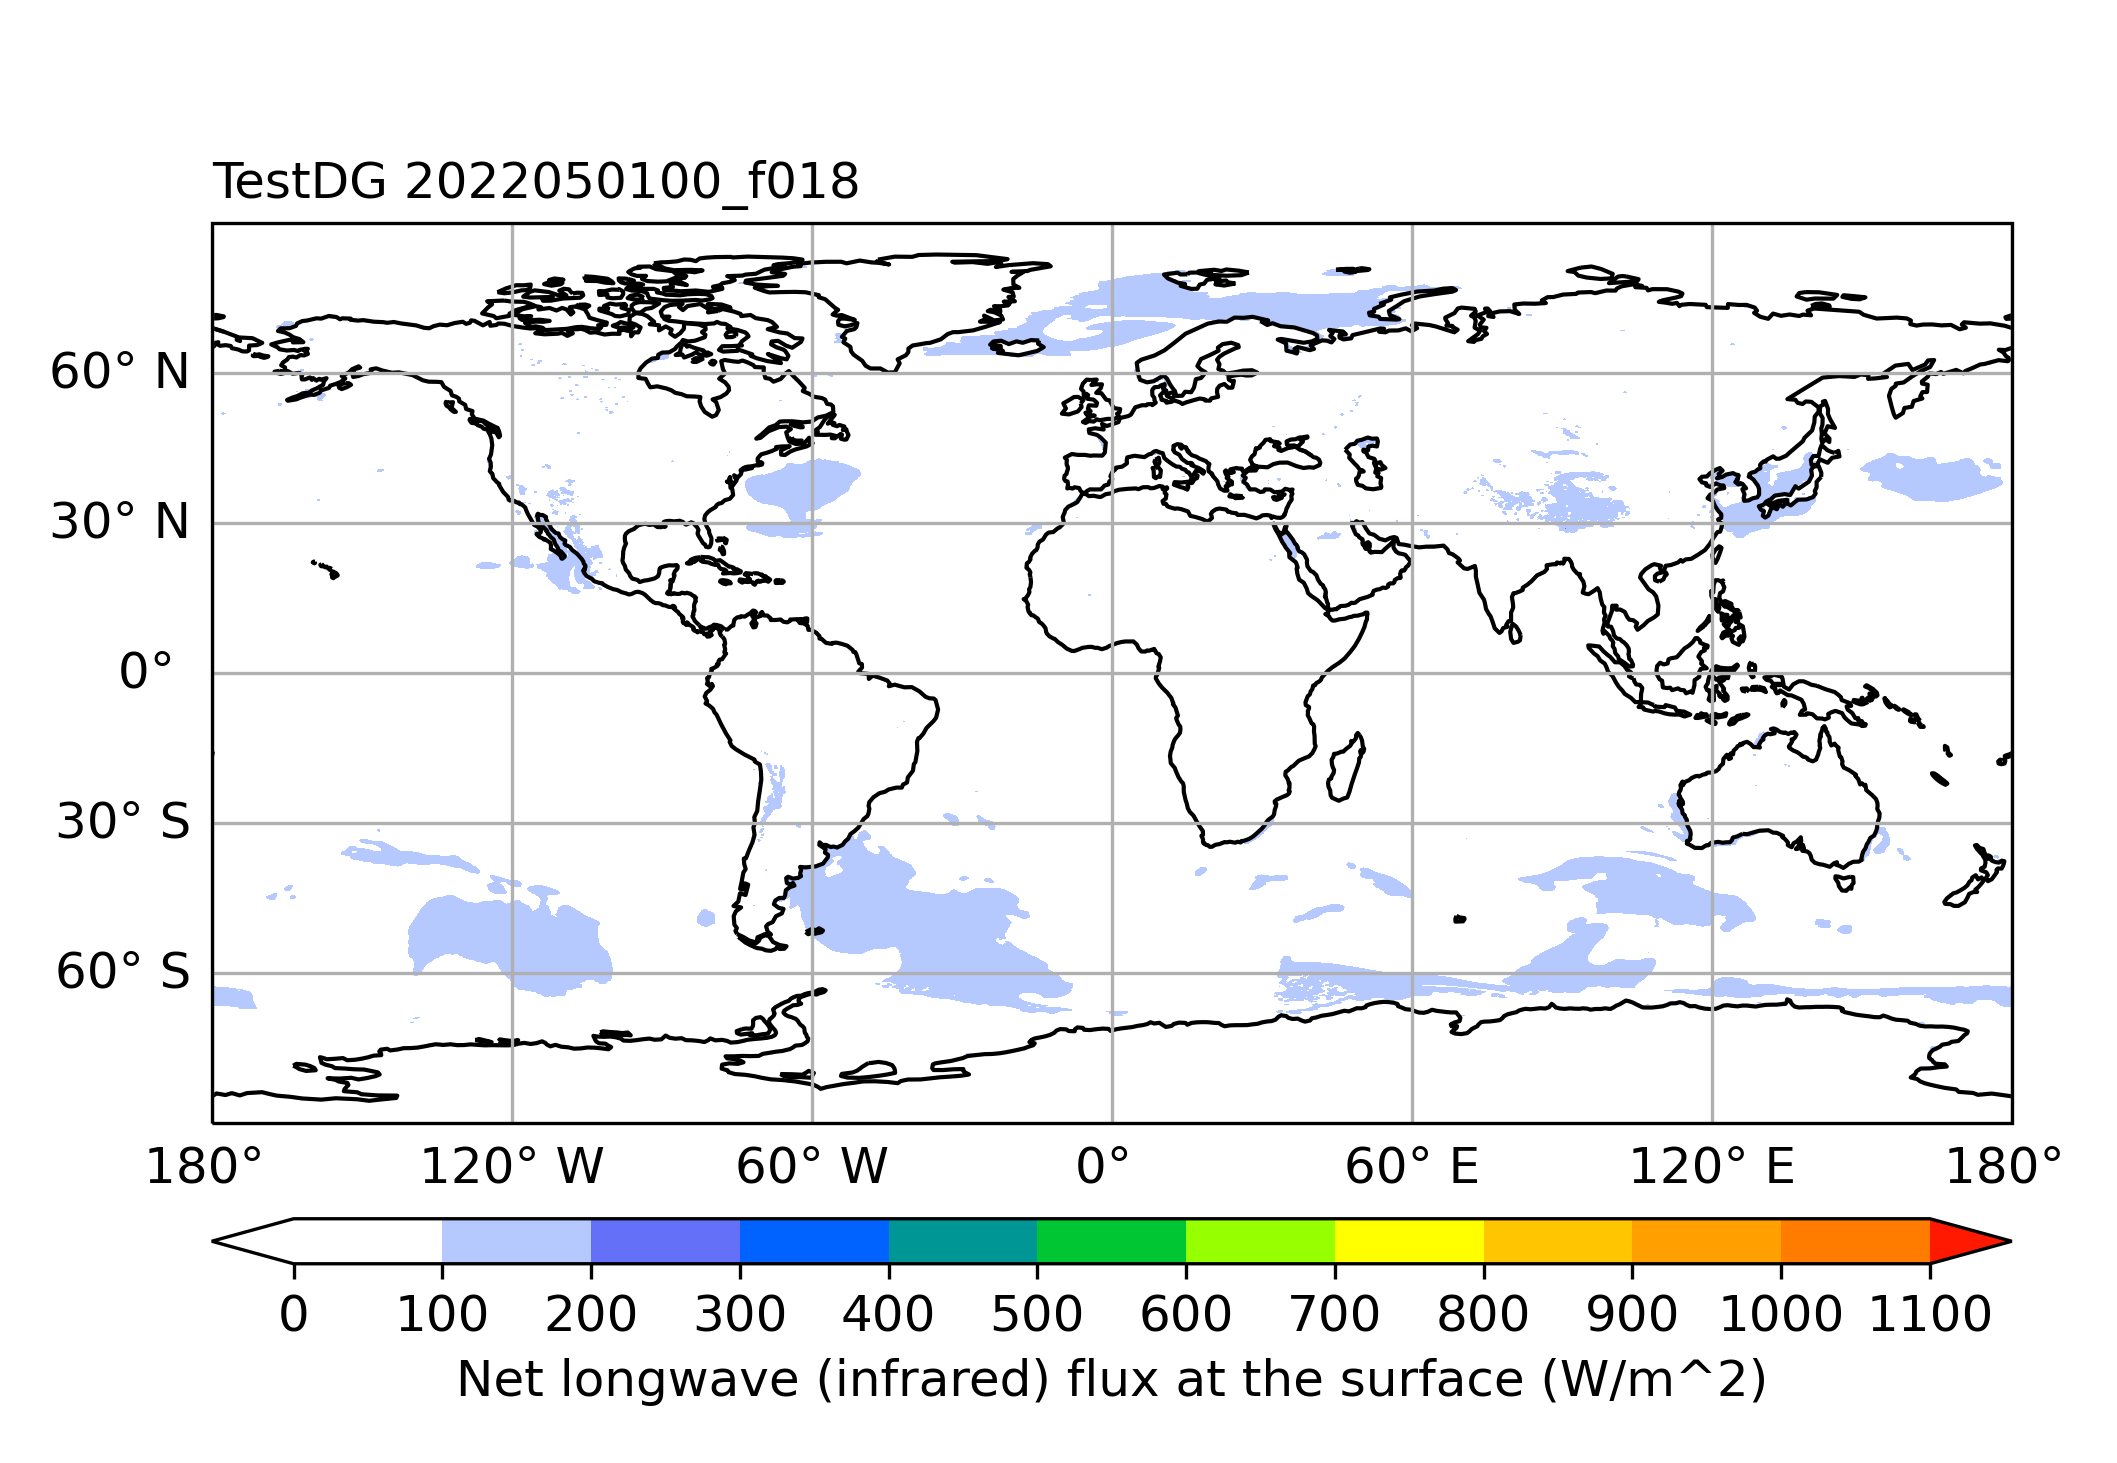 TestDG 2022050100_f018
60° N
30° N
0°
30° S
60° S
180° 120° W 60° W 0° 60° E 120° E 180°
0 100 200 300 400 500 600 700 800 900 1000 1100
Net longwave (infrared) flux at the surface (W/m^2)